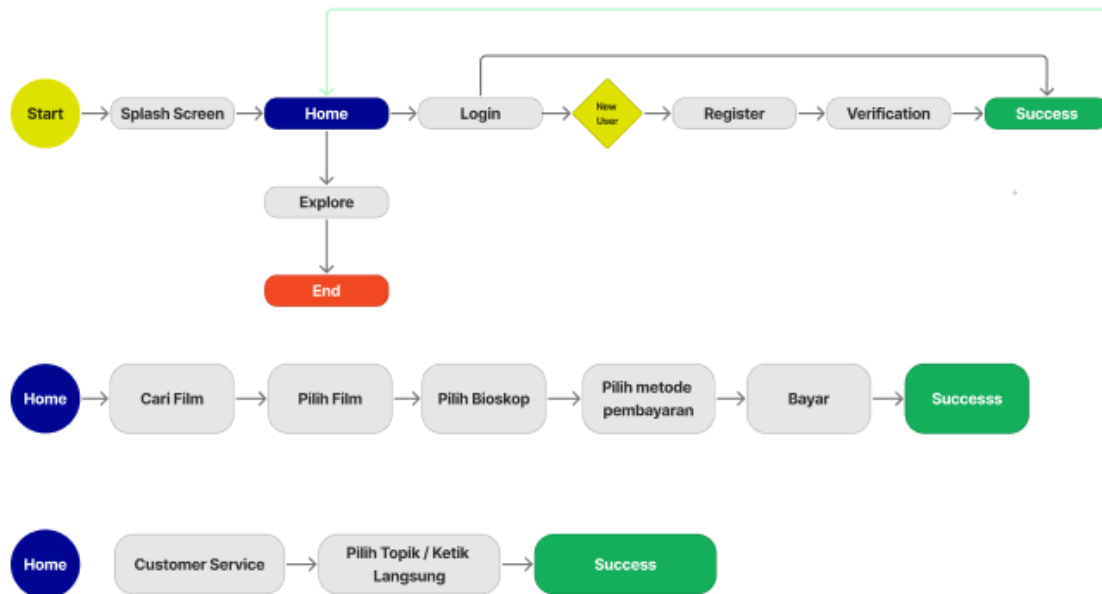 Start
Splash Screen
Home
Login
New
User
Register
Verification
Success
Explore
End
Home
Cari Film
Pilih Film
Pilih Bioskop
Pilih metode
pembayaran
Bayar
Successs
Home
Customer Service
Pilih Topik / Ketik
Langsung
Success